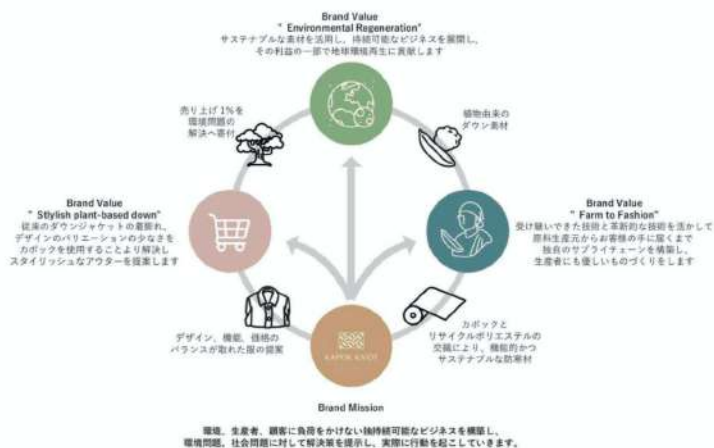 Brand Value
" Environmental Regeneration"
サステナブルな素材を活用し、持続可能なビジネスを展開し、
その利益の一部で地球環境再生に貢献します
売り上げ1%を
環境問題の
解決へ寄付
植物由来の
ダウン素材
Brand Value
" Stlylish plant-based down"
従来のダウンジャケットの着膨れ、
デザインのバリエーションの少なさを
カポックを使用することより解決し
スタイリッシュなアウターを提案します
Brand Value
" Farm to Fashion"
受け継いできた技術と革新的な技術を活かして
原料生産元からお客様の手に届くまで
独自のサプライチェーンを構築し、
生産者にも優しいものづくりをします
デザイン、機能、価格の
バランスが取れた服の提案
KAPOK KNOT
カポックと
リサイクルポリエステルの
交織により、機能的かつ
サステナブルな防寒材
Brand Mission
環境、生産者、顧客に負荷をかけない独持続可能なビジネスを構築し、
環境問題、社会問題に対して解決策を提示し、実際に行動を起こしていきます。